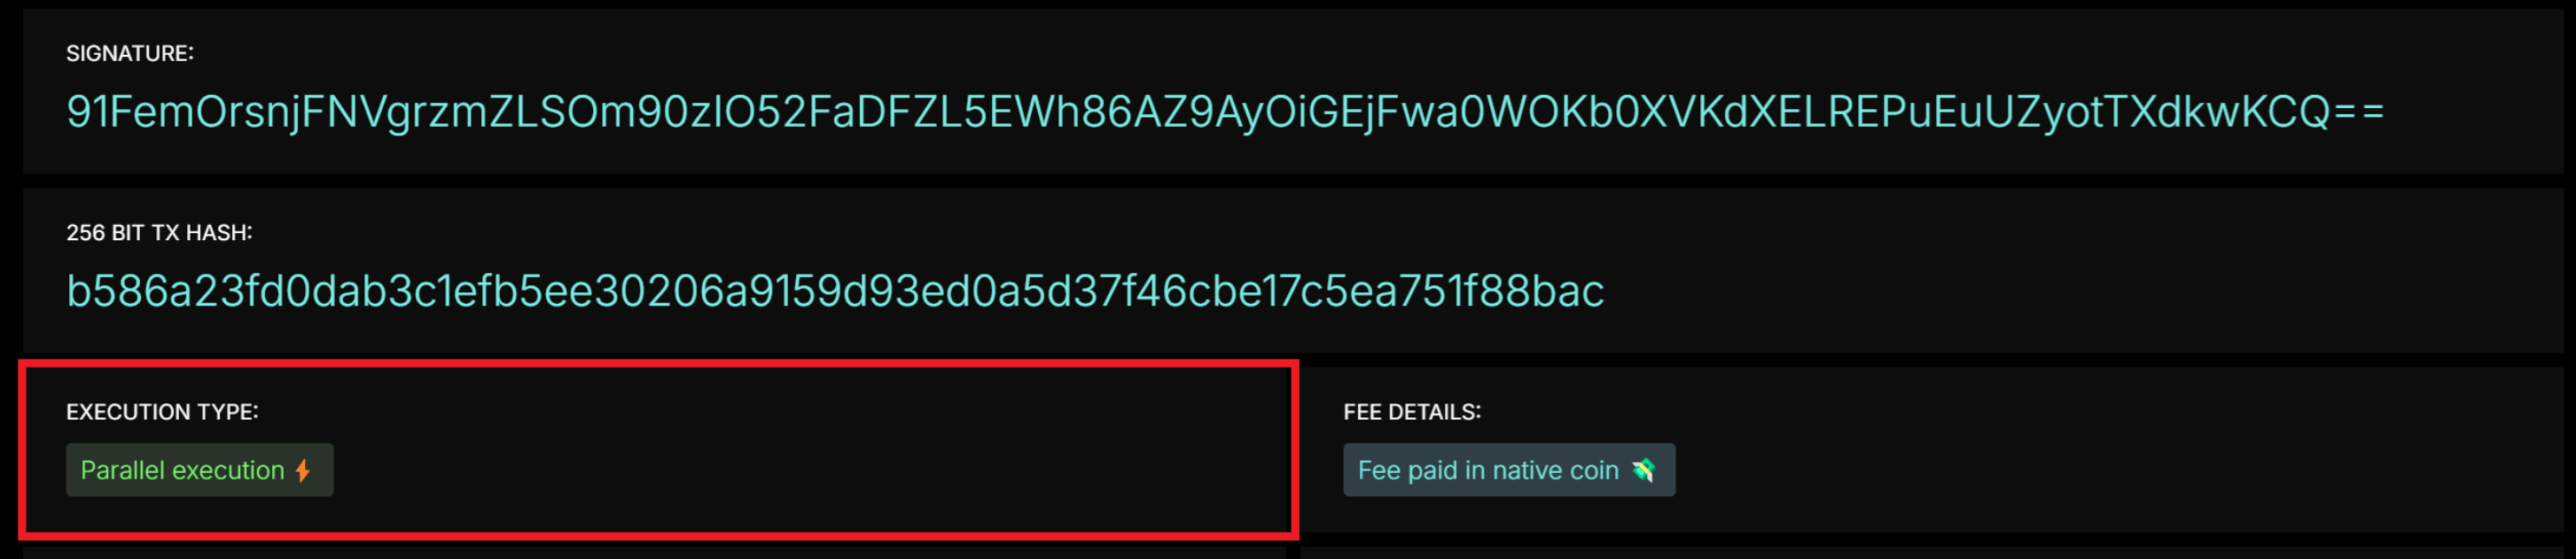 SIGNATURE:
91FemOrsnjFNVgrzmZLSOm90zIO52FaDFZL5EWh86AZ9AyOiGEjFwa0WOKb0XVKdXELREPuEuUZyotTXdkwKCQ==
256 BIT TX HASH:
b586a23fd0dab3c1efb5ee30206a9159d93ed0a5d37f46cbe17c5ea751f88bac
EXECUTION TYPE:
Parallel execution
FEE DETAILS:
Fee paid in native coin